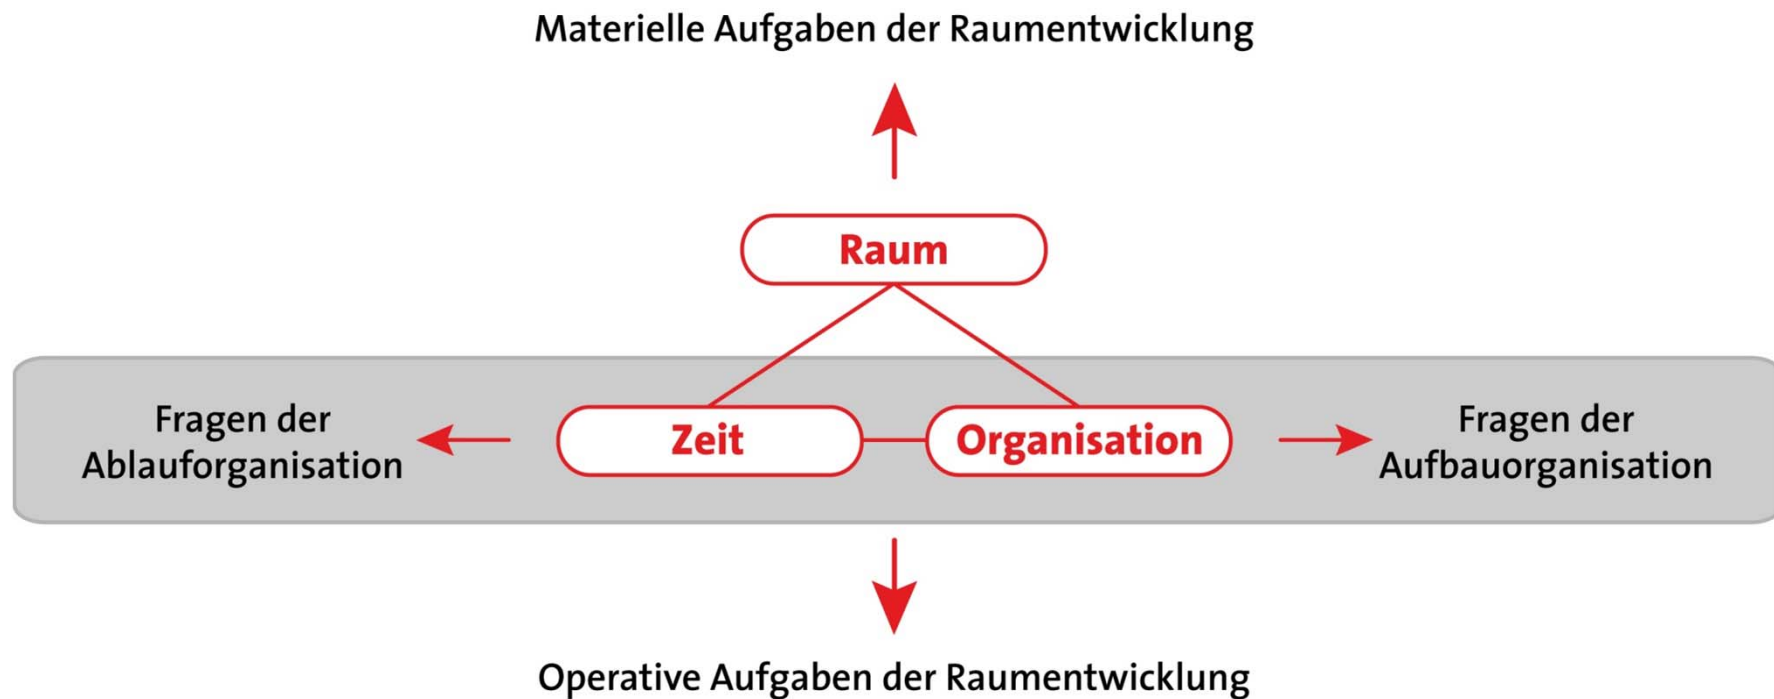 Materielle Aufgaben der Raumentwicklung
Raum
Fragen der
Ablauforganisation
Zeit
Organisation
Fragen der
Aufbauorganisation
Operative Aufgaben der Raumentwicklung